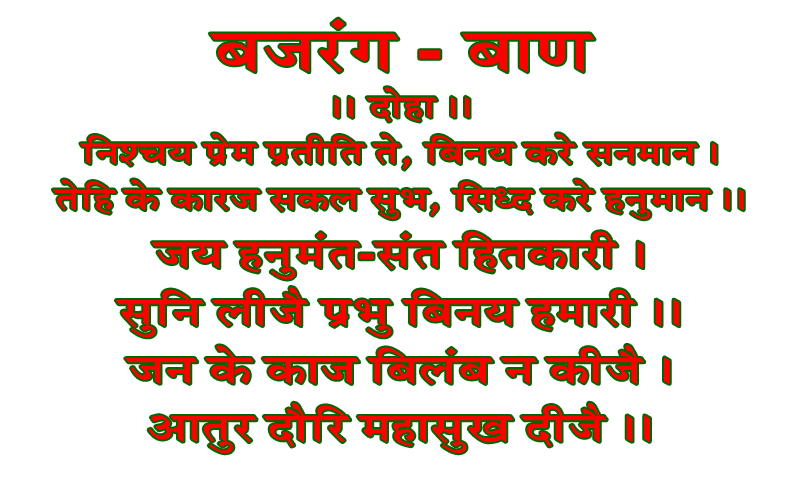 बजरंग - बाण
।। दोहा ।।
निश्चय प्रेम प्रतीति ते, बिनय करे सनमान ।
तेहि के कारज सकल सुभ, सिध्द करे हनुमान ।।
जय हनुमंत-संत हितकारी ।
सुनि लीजै प्रभु बिनय हमारी ।।
जन के काज बिलंब न कीजै ।
आतुर दौरि महासुख दीजै ।।